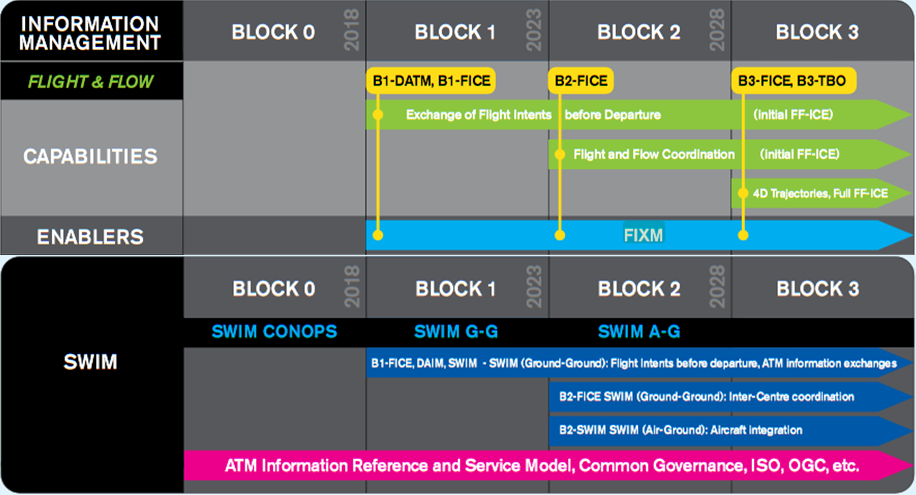 INFORMATION
MANAGEMENT
BLOCK 0
2018
BLOCK 1
2023
BLOCK 2
2028
BLOCK 3
FLIGHT & FLOW
B1-DATM, B1-FICE
B2-FICE
B3-FICE, B3-TBO
CAPABILITIES
Exchange of Flight Intents before Departure (Initial FF-ICE)
Flight and Flow Coordination (Initial FF-ICE)
4D Trajectories, Full FF-ICE
ENABLERS
FIXM
BLOCK 0
2018
BLOCK 1
2023
BLOCK 2
2028
BLOCK 3
SWIM CONOPS
SWIM G-G
SWIM A-G
SWIM
B1-FICE, DAIM, SWIM - SWIM (Ground-Ground): Flight Intents before departure, ATM information exchanges
B2-FICE SWIM (Ground-Ground): Inter-Centre coordination
B2-SWIM SWIM (Air-Ground): Aircraft integration
ATM Information Reference and Service Model, Common Governance, ISO, OGC, etc.